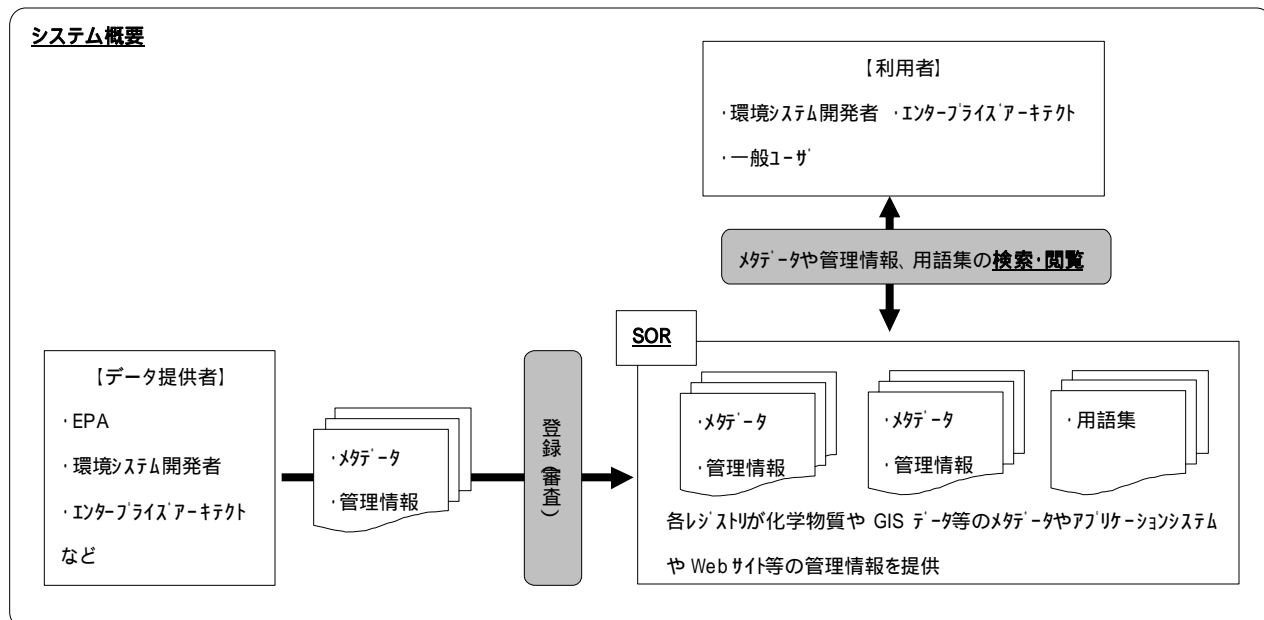 システム概要
【利用者】
・環境システム開発者 ・エンタープライズアーキテクト
・一般ユーザ
メタデータや管理情報、用語集の検索・閲覧
SOR
【データ提供者】
・EPA
・環境システム開発者
・エンタープライズアーキテクト
など
・メタデータ
・管理情報
登録(審査)
・メタデータ
・管理情報
・メタデータ
・管理情報
・用語集
各レジストリが化学物質や GIS データ等のメタデータやアプリケーションシステム
や Web サイト等の管理情報を提供